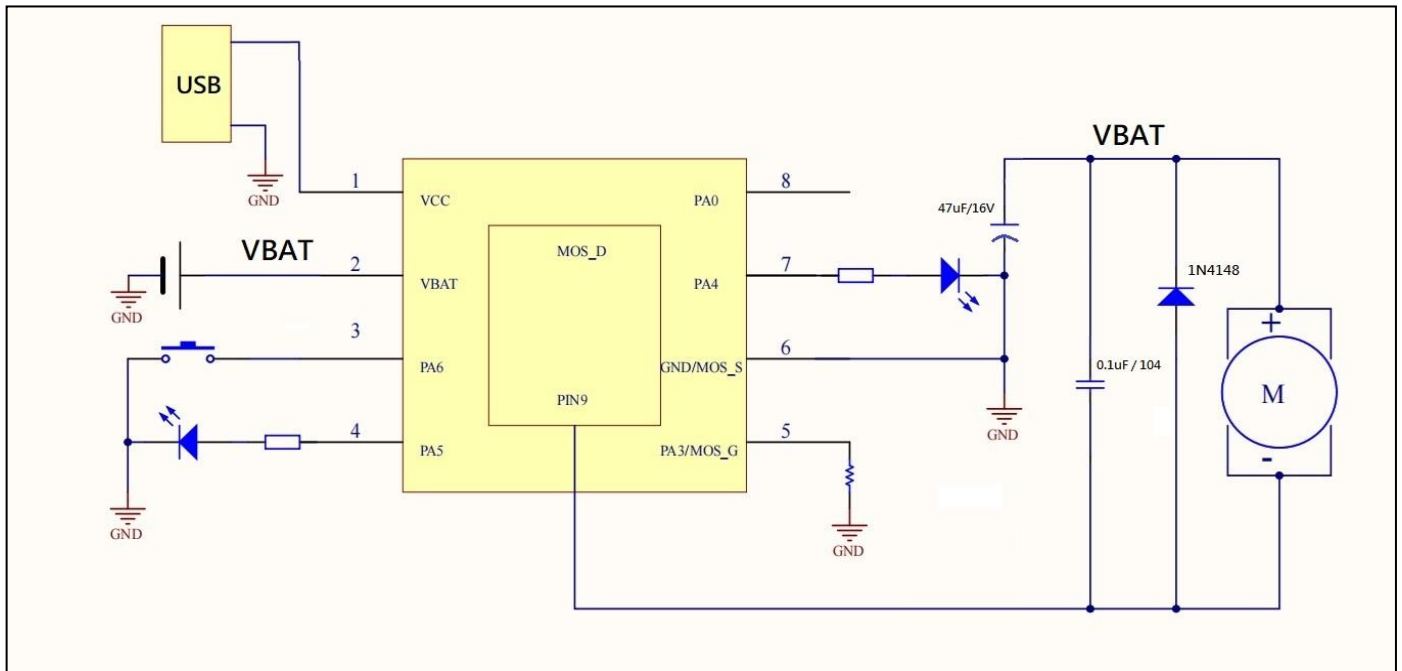 USB
GND
1
VCC
VBAT
2
VBAT
GND
3
PA6
4
PA5
GND
MOS_D
PIN9
8
PA0
7
PA4
6
GND/MOS_S
5
PA3/MOS_G
GND
47uF/16V
GND
VBAT
0.1uF / 104
1N4148
+
M
-